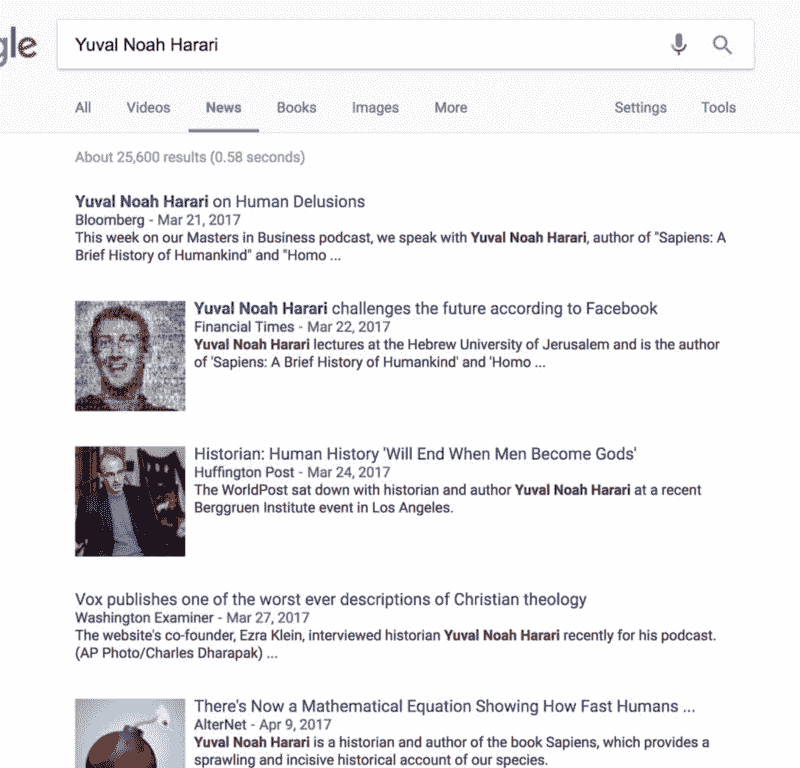 gle
Yuval Noah Harari
All Videos News Books Images More Settings Tools
About 25,600 results (0.58 seconds)
Yuval Noah Harari on Human Delusions
Bloomberg - Mar 21, 2017
This week on our Masters in Business podcast, we speak with Yuval Noah Harari, author of "Sapiens: A
Brief History of Humankind" and "Homo ...
Yuval Noah Harari challenges the future according to Facebook
Financial Times - Mar 22, 2017
Yuval Noah Harari lectures at the Hebrew University of Jerusalem and is the author
of 'Sapiens: A Brief History of Humankind' and 'Homo ...
Historian: Human History 'Will End When Men Become Gods'
Huffington Post - Mar 24, 2017
The WorldPost sat down with historian and author Yuval Noah Harari at a recent
Berggruen Institute event in Los Angeles.
Vox publishes one of the worst ever descriptions of Christian theology
Washington Examiner - Mar 27, 2017
The website's co-founder, Ezra Klein, interviewed historian Yuval Noah Harari recently for his podcast.
(AP Photo/Charles Dharapak) ...
There's Now a Mathematical Equation Showing How Fast Humans ...
AlterNet - Apr 9, 2017
Yuval Noah Harari is a historian and author of the book Sapiens, which provides a
sprawling and incisive historical account of our species.